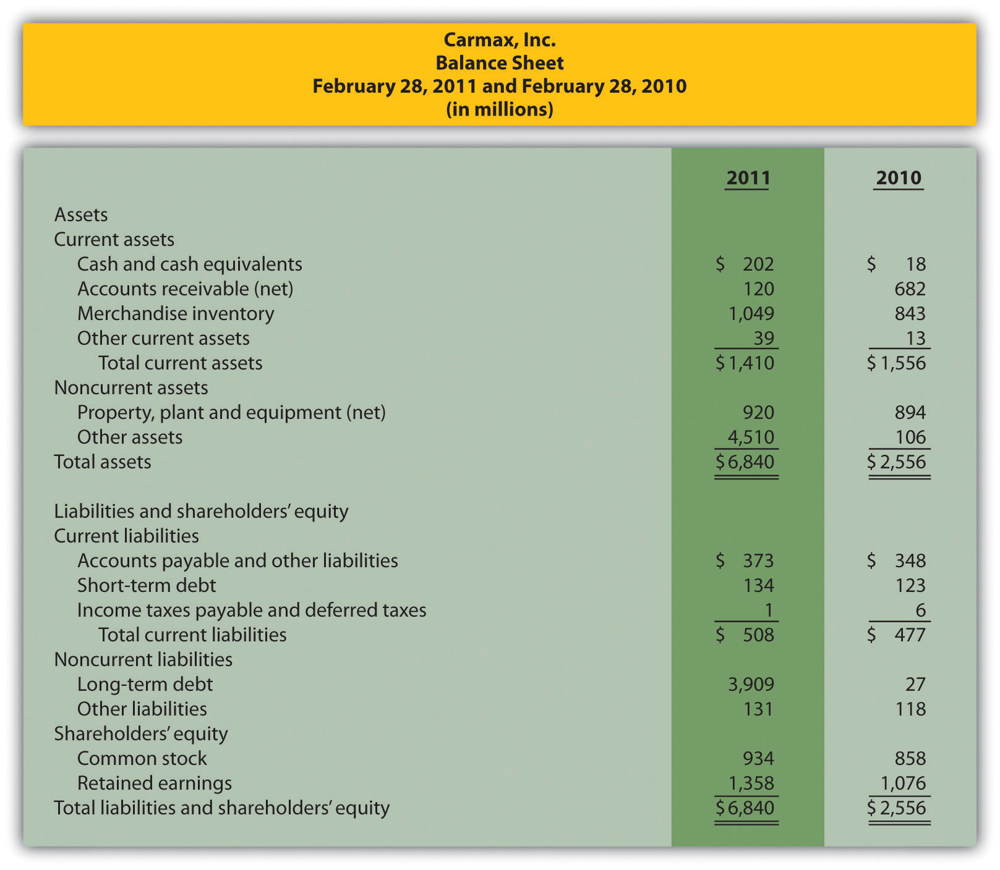 Carmax, Inc.
Balance Sheet
February 28, 2011 and February 28, 2010
(in millions)
2011 2010
Assets
Current assets
Cash and cash equivalents $ 202 $ 18
Accounts receivable (net) 120 682
Merchandise inventory 1,049 843
Other current assets 39 13
Total current assets $ 1,410 $ 1,556
Noncurrent assets
Property, plant and equipment (net) 920 894
Other assets 4,510 106
Total assets $ 6,840 $ 2,556
Liabilities and shareholders’ equity
Current liabilities
Accounts payable and other liabilities $ 373 $ 348
Short-term debt 134 123
Income taxes payable and deferred taxes 1 6
Total current liabilities $ 508 $ 477
Noncurrent liabilities
Long-term debt 3,909 27
Other liabilities 131 118
Shareholders’ equity
Common stock 934 858
Retained earnings 1,358 1,076
Total liabilities and shareholders’ equity $ 6,840 $ 2,556